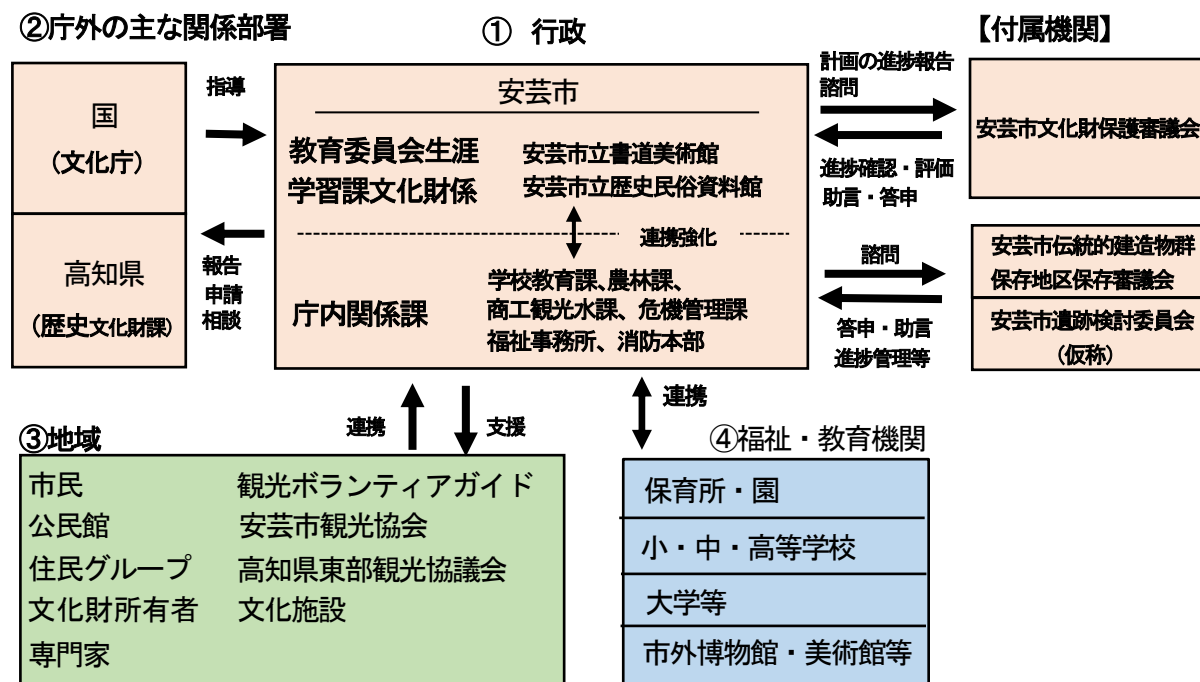 ②庁外の主な関係部署
① 行政
【付属機関】
国
(文化庁)
高知県
(歴史文化財課)
指導
報告
申請
相談
安芸市
教育委員会生涯
学習課文化財係
安芸市立書道美術館
安芸市立歴史民俗資料館
連携強化
庁内関係課
学校教育課、農林課、
商工観光水課、危機管理課
福祉事務所、消防本部
計画の進捗報告
諮問
進捗確認・評価
助言・答申
安芸市文化財保護審議会
諮問
答申・助言
進捗管理等
安芸市伝統的建造物群
保存地区保存審議会
安芸市遺跡検討委員会
(仮称)
連携
支援
連携
③地域
市民
公民館
住民グループ
文化財所有者
専門家
観光ボランティアガイド
安芸市観光協会
高知県東部観光協議会
文化施設
④福祉・教育機関
保育所・園
小・中・高等学校
大学等
市外博物館・美術館等